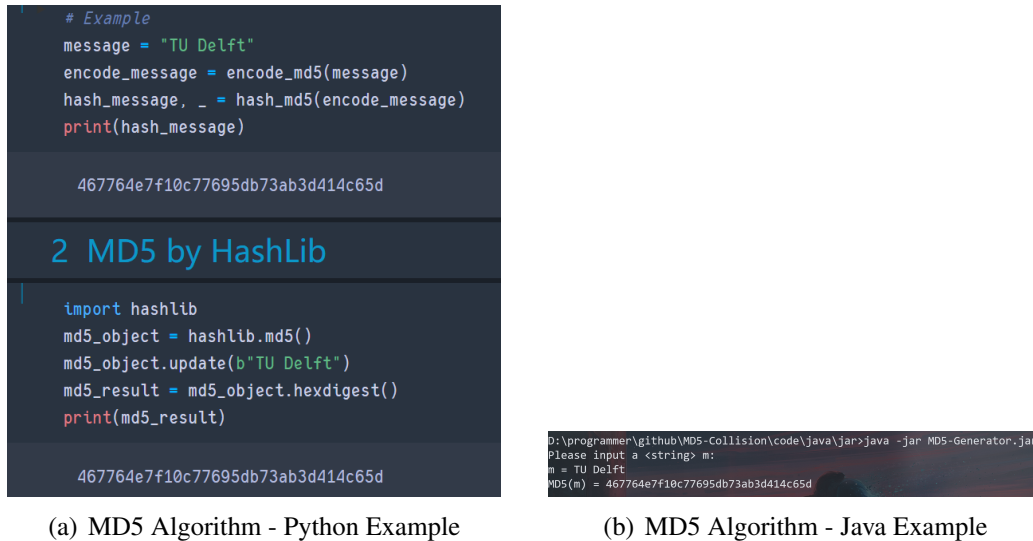 # Example
message = "TU Delft"
encode_message = encode_md5(message)
hash_message, _ = hash_md5(encode_message)
print(hash_message)
467764e7f10c77695db73ab3d414c65d
2 MD5 by HashLib
import hashlib
md5_object = hashlib.md5()
md5_object.update(b"TU Delft")
md5_result = md5_object.hexdigest()
print(md5_result)
467764e7f10c77695db73ab3d414c65d
(a) MD5 Algorithm - Python Example
D:\programmer\github\MD5-Collision\code\java\jar>java -jar MD5-Generator.jar
Please input a <string> m:
m = TU Delft
MD5(m) = 467764e7f10c77695db73ab3d414c65d
(b) MD5 Algorithm - Java Example